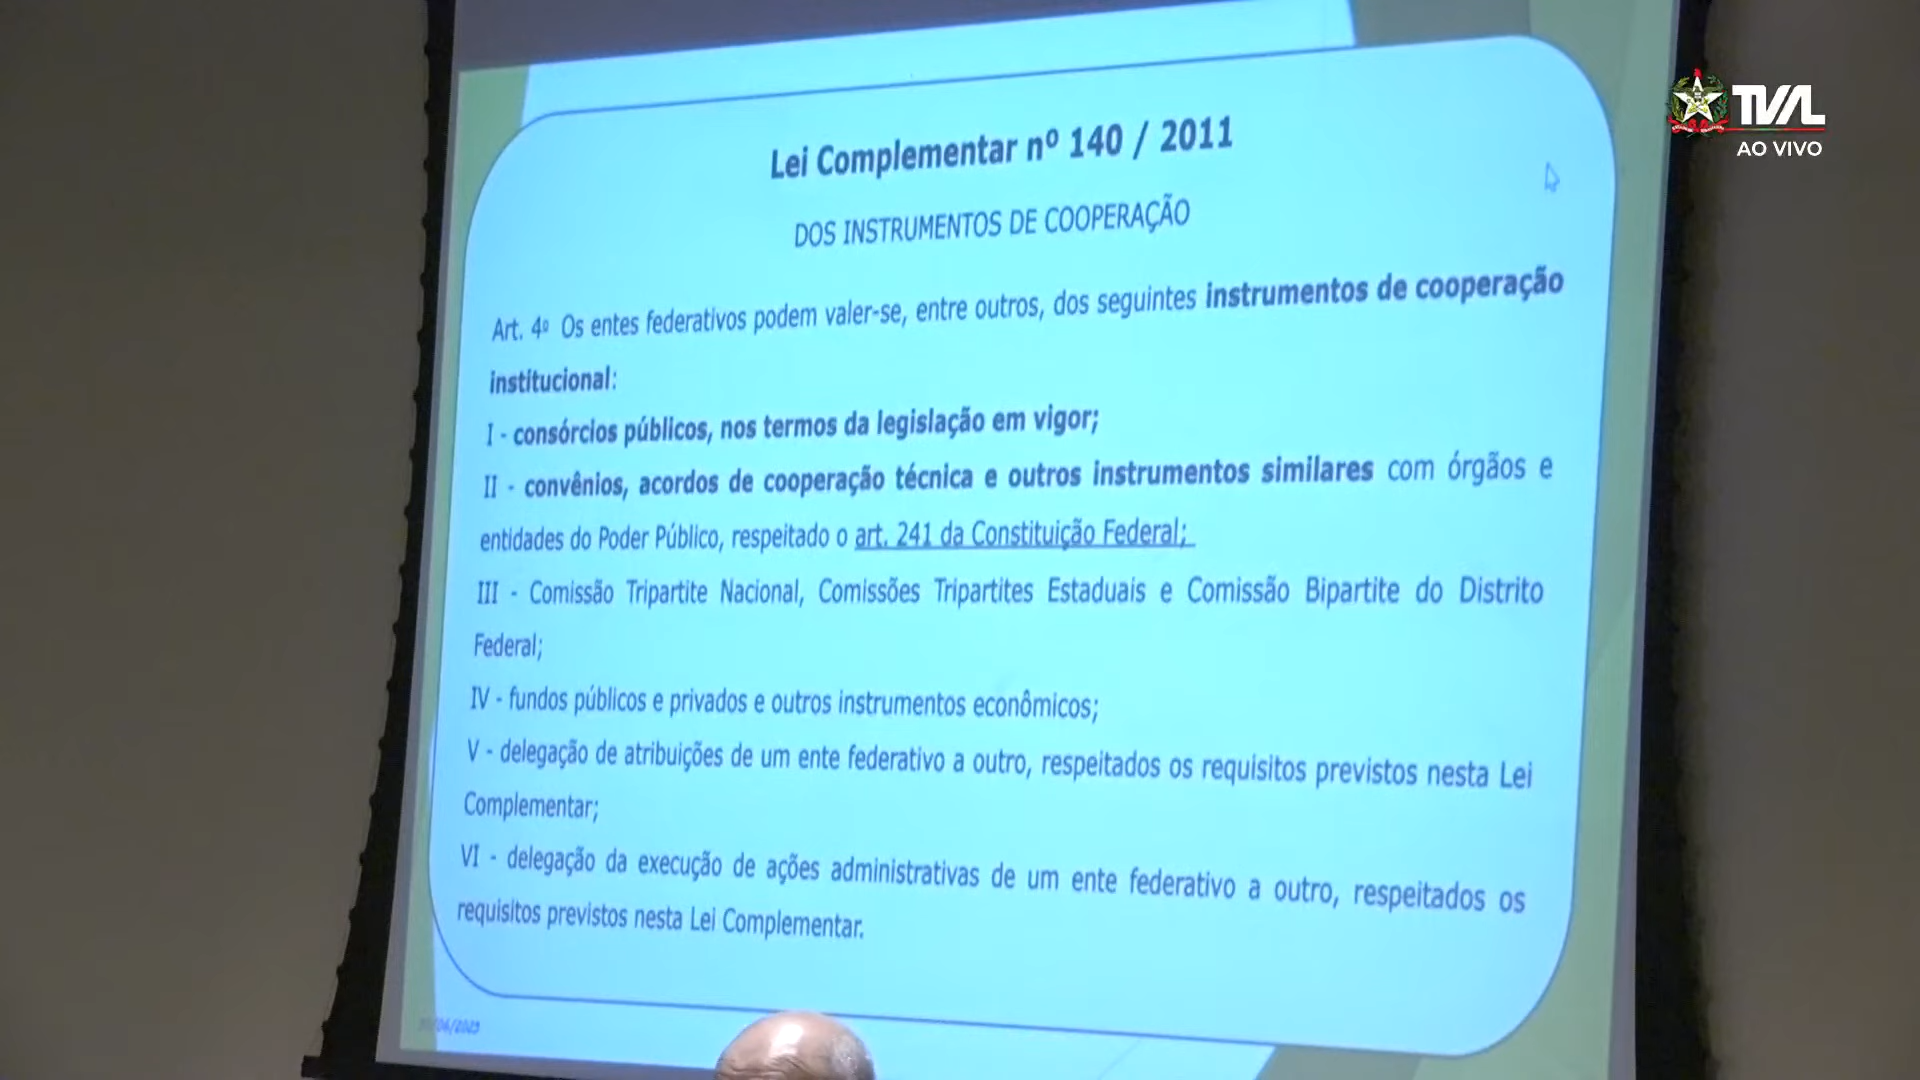 TVAL
AO VIVO
Lei Complementar nº 140 / 2011
DOS INSTRUMENTOS DE COOPERAÇÃO
Art. 4º Os entes federativos podem valer-se, entre outros, dos seguintes instrumentos de cooperação
institucional:
I - consórcios públicos, nos termos da legislação em vigor;
II - convênios, acordos de cooperação técnica e outros instrumentos similares com órgãos e
entidades do Poder Público, respeitado o art. 241 da Constituição Federal;
III - Comissão Tripartite Nacional, Comissões Tripartites Estaduais e Comissão Bipartite do Distrito
Federal;
IV - fundos públicos e privados e outros instrumentos econômicos;
V - delegação de atribuições de um ente federativo a outro, respeitados os requisitos previstos nesta Lei
Complementar;
VI - delegação da execução de ações administrativas de um ente federativo a outro, respeitados os
requisitos previstos nesta Lei Complementar.